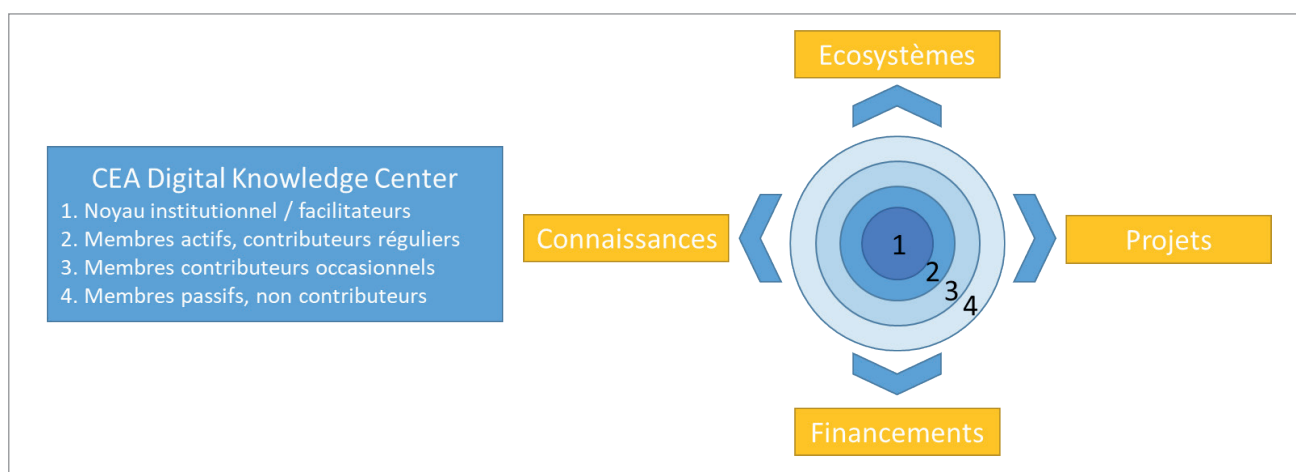 Ecosystèmes
CEA Digital Knowledge Center
1. Noyau institutionnel / facilitateurs
2. Membres actifs, contributeurs réguliers
3. Membres contributeurs occasionnels
4. Membres passifs, non contributeurs
Connaissances
1
2
3
4
Projets
Financements